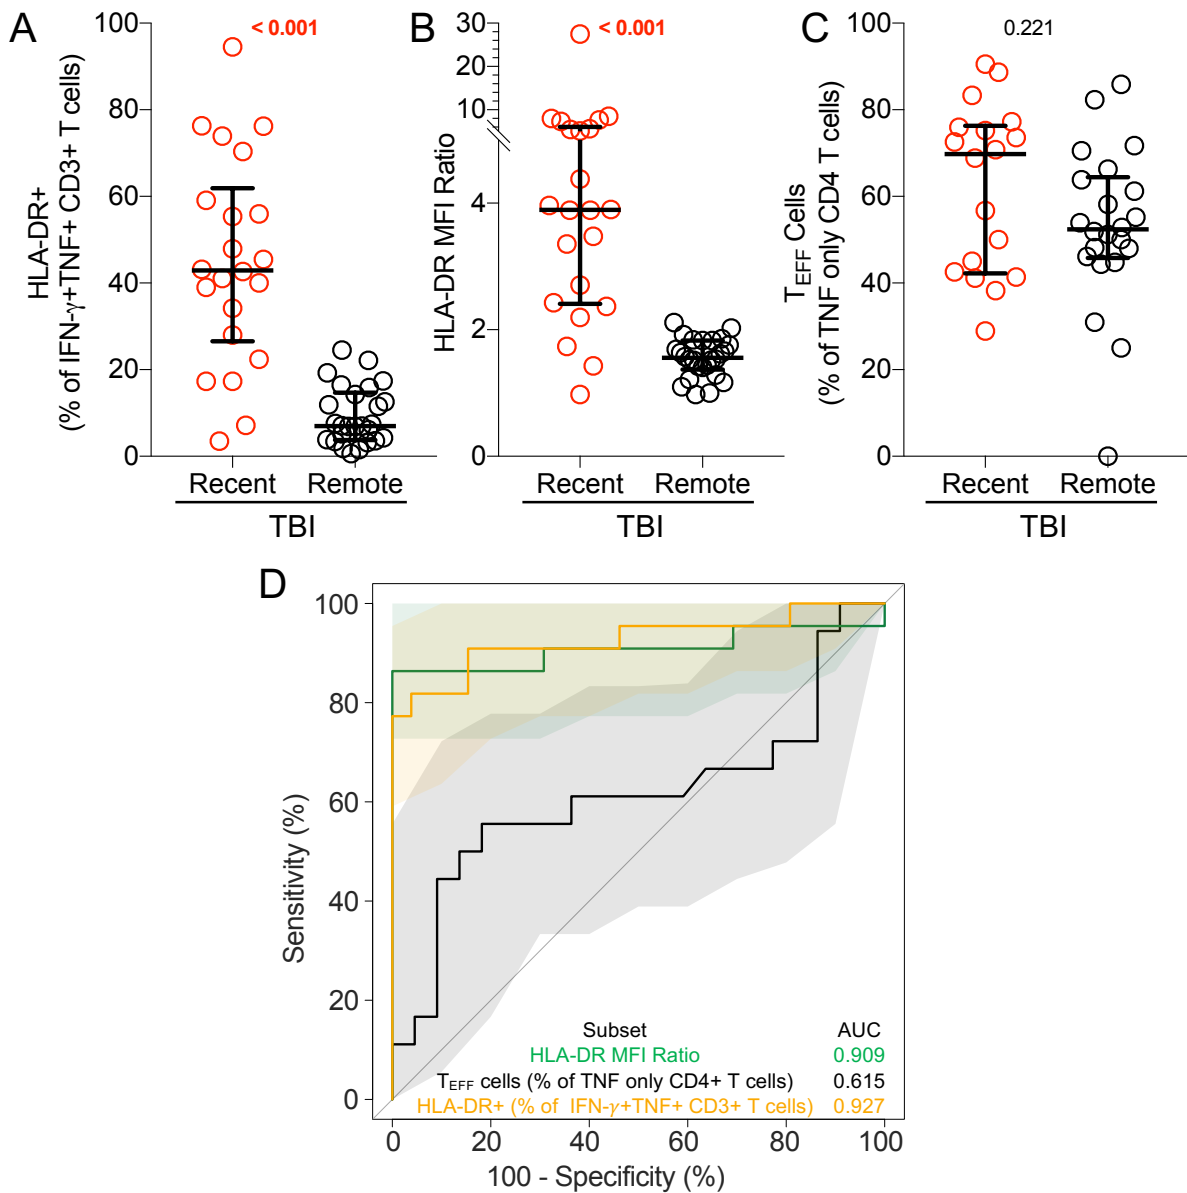 A
HLA-DR+
(% of IFN-γ+TNF+ CD3+ T cells)
100
80
60
40
20
0
< 0.001
Recent Remote
TBI
B
HLA-DR MFI Ratio
30
20
10
4
2
0
< 0.001
Recent Remote
TBI
C
TEFF Cells
(% of TNF only CD4 T cells)
100
80
60
40
20
0
0.221
Recent Remote
TBI
D
Sensitivity (%)
100
80
60
40
20
0
Subset AUC
HLA-DR MFI Ratio 0.909
TEFF cells (% of TNF only CD4+ T cells) 0.615
HLA-DR+ (% of IFN-γ+TNF+ CD3+ T cells) 0.927
0 20 40 60 80 100
100 - Specificity (%)